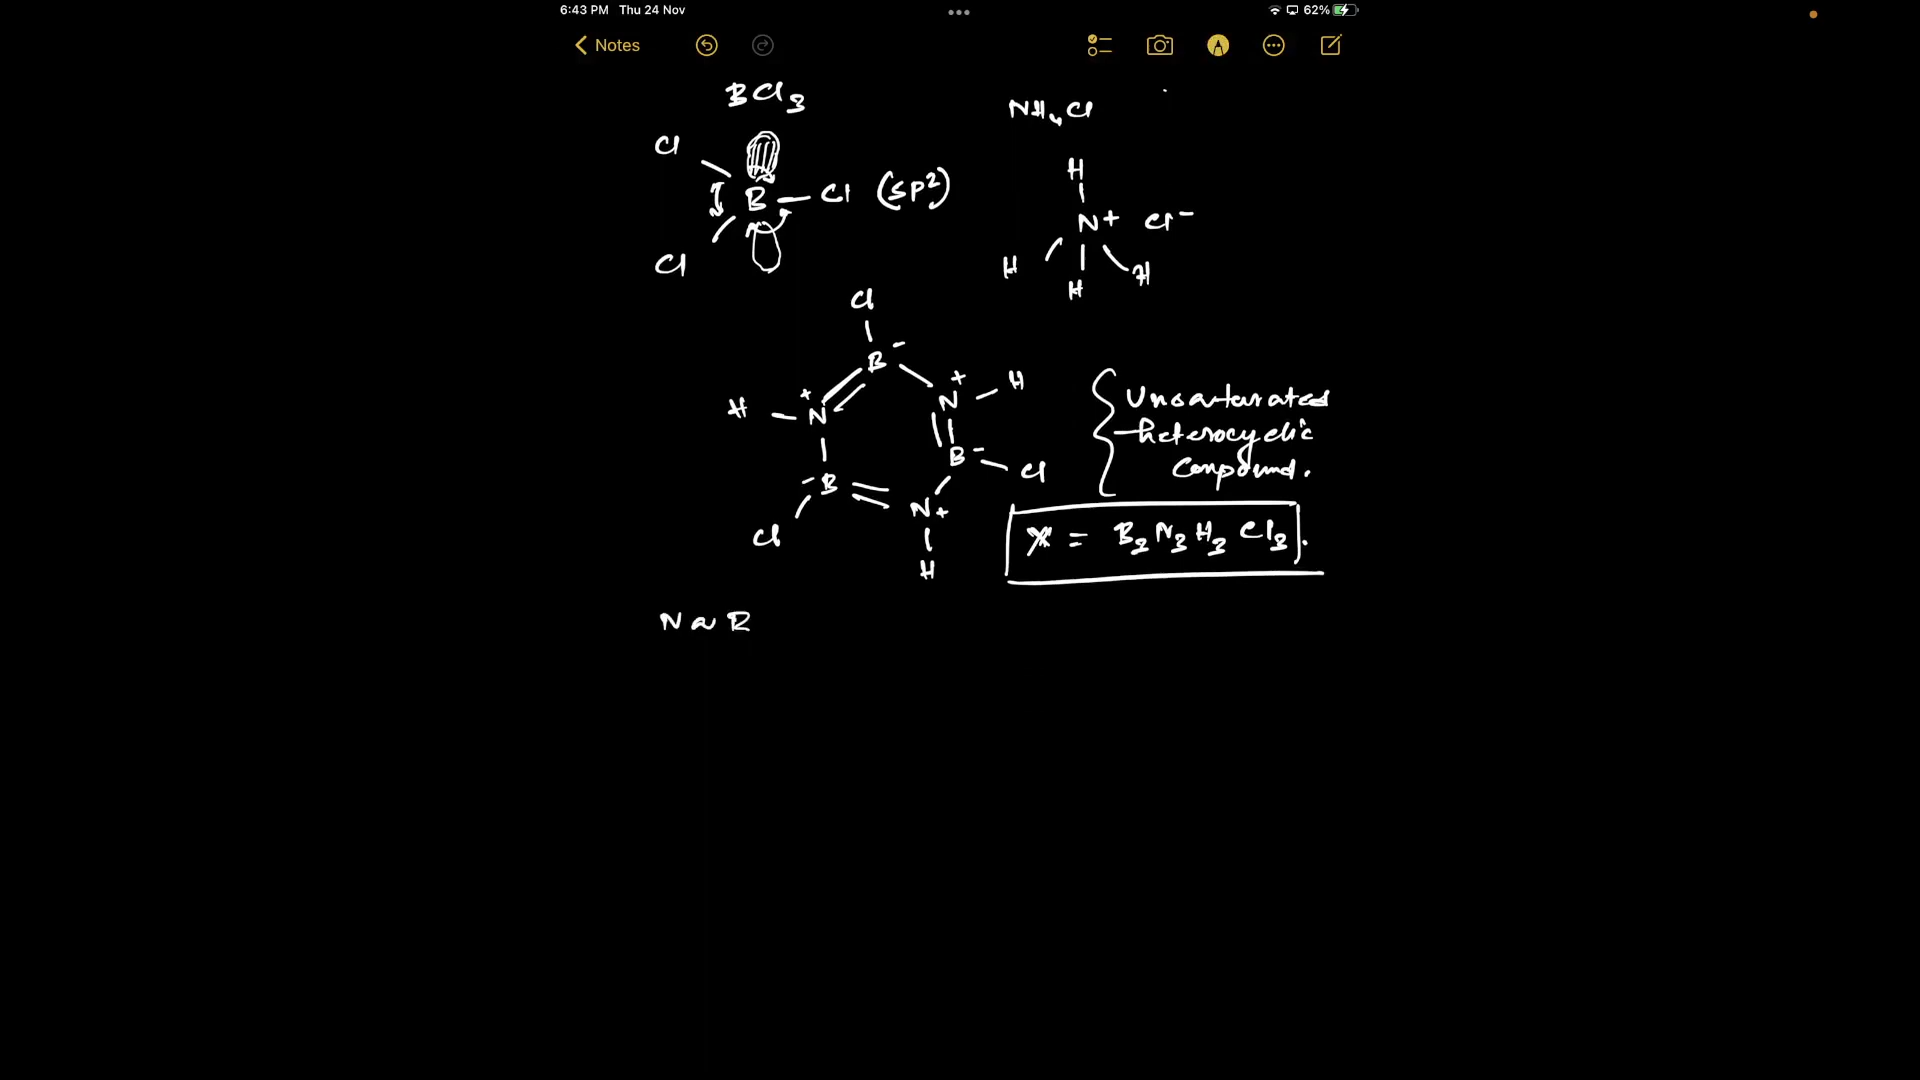 6:43 PM Thu 24 Nov
62%
Notes
BCl3
NH4Cl
Cl
H
B Cl (sp2)
N+ Cl-
Cl
H H
H
Cl
B-
N+ H
H N+
B- Cl
-B
N+
Cl
H
Unsaturated
heterocyclic
compound.
X = B3N3H3Cl3.
NaR